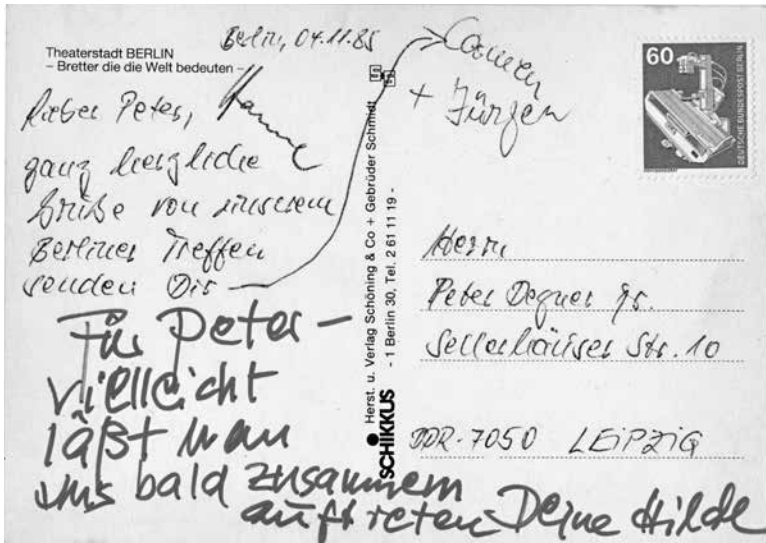 Berlin, 04.11.85
Theaterstadt BERLIN
– Bretter die die Welt bedeuten –
Lieber Peter,
ganz herzliche
Grüße von unserem
Berliner Treffen
senden Dir
Carmen
+ Jürgen
Für Peter –
vielleicht
läßt man
uns bald zusammen
auftreten Deine Hilde
SCHIKKUS
Herst. u. Verlag Schöning & Co + Gebrüder Schmidt
- 1 Berlin 30, Tel. 2 61 11 19 -
60
DEUTSCHE BUNDESPOST BERLIN
Herrn
Peter Degner jr.
Sellerhäuser Str. 10
DDR-7050 LEIPZIG